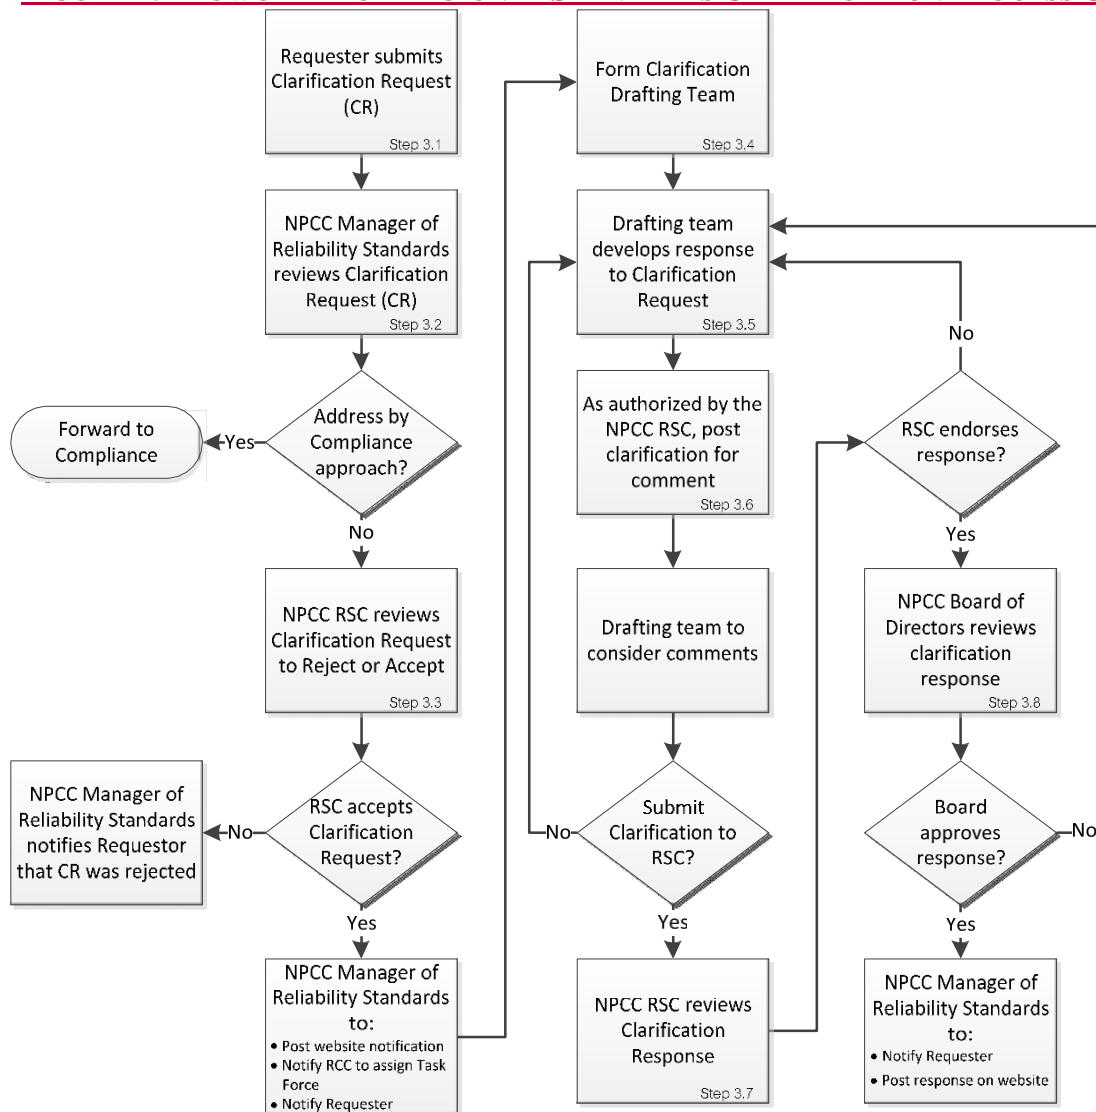 Requester submits
Clarification Request
(CR)
Step 3.1
NPCC Manager of
Reliability Standards
reviews Clarification
Request (CR)
Step 3.2
Address by
Compliance
approach?
Yes
Forward to
Compliance
No
NPCC RSC reviews
Clarification Request
to Reject or Accept
Step 3.3
RSC accepts
Clarification
Request?
No
NPCC Manager of
Reliability Standards
notifies Requestor
that CR was rejected
Yes
NPCC Manager of
Reliability Standards
to:
• Post website notification
• Notify RCC to assign Task
Force
• Notify Requester
Form Clarification
Drafting Team
Step 3.4
Drafting team
develops response
to Clarification
Request
Step 3.5
As authorized by the
NPCC RSC, post
clarification for
comment
Step 3.6
Drafting team to
consider comments
Submit
Clarification to
RSC?
No
Yes
NPCC RSC reviews
Clarification
Response
Step 3.7
No
RSC endorses
response?
Yes
NPCC Board of
Directors reviews
clarification
response
Step 3.8
Board
approves
response?
No
Yes
NPCC Manager of
Reliability Standards
to:
• Notify Requester
• Post response on website